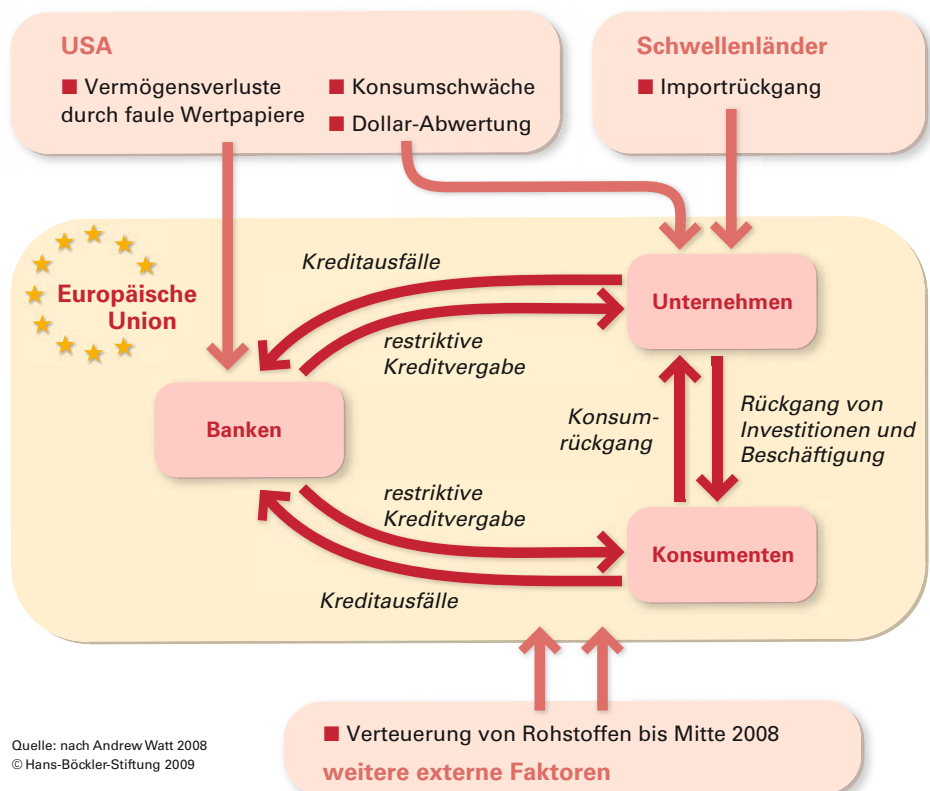 USA
■ Vermögensverluste
durch faule Wertpapiere
■ Konsumschwäche
■ Dollar-Abwertung
Schwellenländer
■ Importrückgang
Europäische
Union
Kreditausfälle
restriktive
Kreditvergabe
Unternehmen
Banken
Konsum-
rückgang
Rückgang von
Investitionen und
Beschäftigung
restriktive
Kreditvergabe
Konsumenten
Kreditausfälle
■ Verteuerung von Rohstoffen bis Mitte 2008
weitere externe Faktoren
Quelle: nach Andrew Watt 2008
© Hans-Böckler-Stiftung 2009